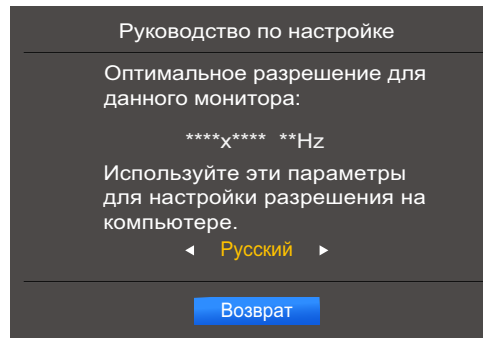 Руководство по настройке
Оптимальное разрешение для
данного монитора:
****x**** **Hz
Используйте эти параметры
для настройки разрешения на
компьютере.
Русский
Возврат